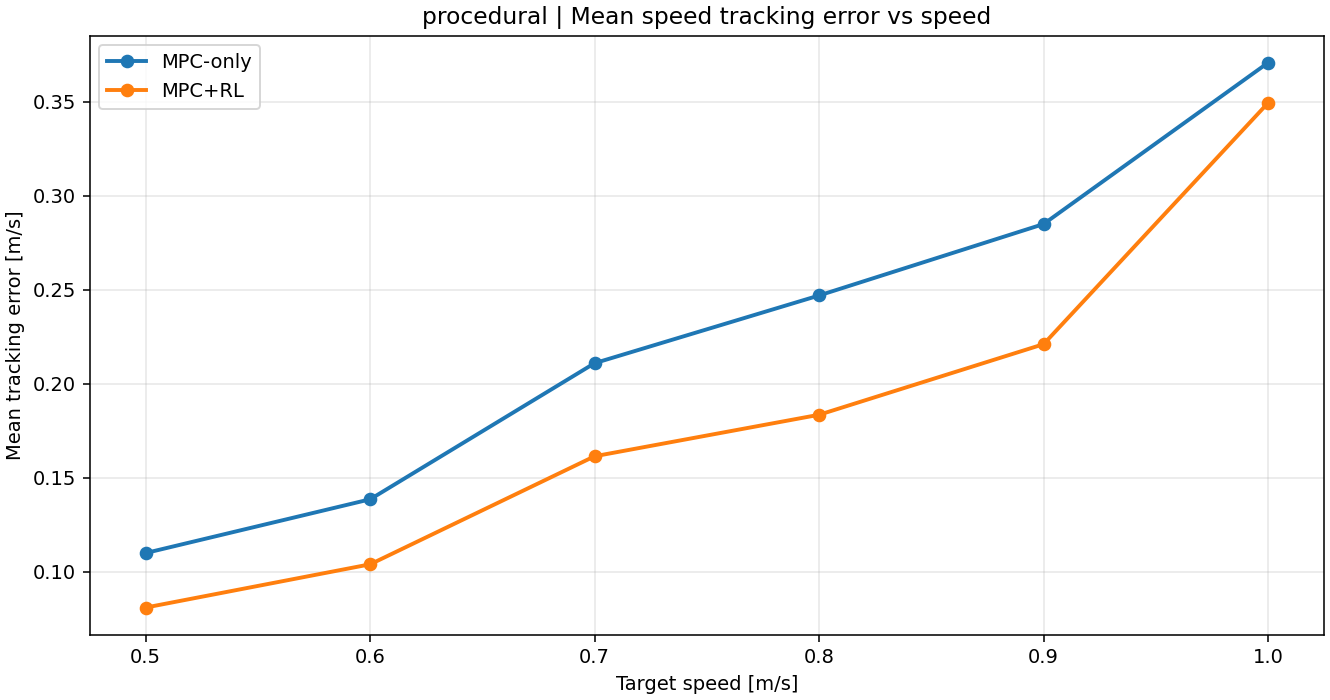 procedural | Mean speed tracking error vs speed
MPC-only
MPC+RL
Mean tracking error [m/s]
0.35
0.30
0.25
0.20
0.15
0.10
0.5 0.6 0.7 0.8 0.9 1.0
Target speed [m/s]